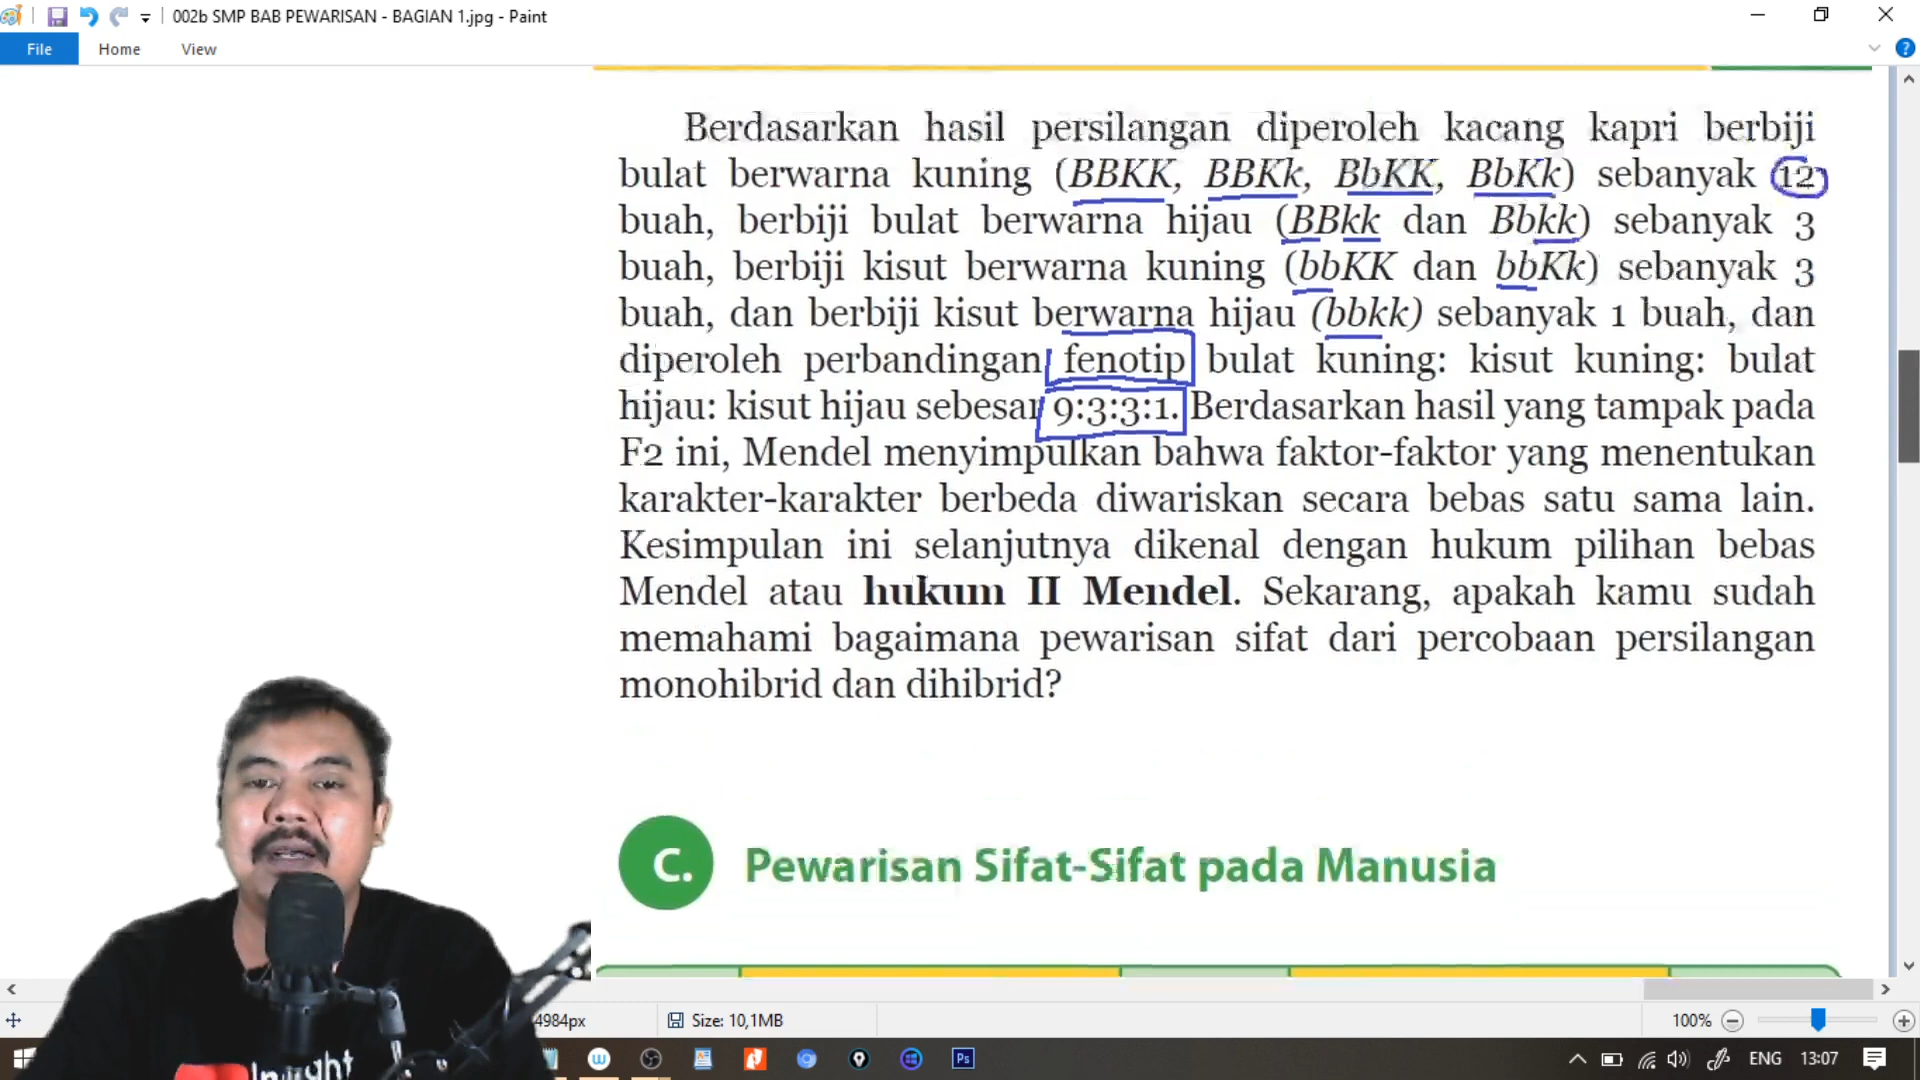 002b SMP BAB PEWARISAN - BAGIAN 1.jpg - Paint
File Home View
Berdasarkan hasil persilangan diperoleh kacang kapri berbiji
bulat berwarna kuning (BBKK, BBKk, BbKK, BbKk) sebanyak 12
buah, berbiji bulat berwarna hijau (BBkk dan Bbkk) sebanyak 3
buah, berbiji kisut berwarna kuning (bbKK dan bbKk) sebanyak 3
buah, dan berbiji kisut berwarna hijau (bbkk) sebanyak 1 buah, dan
diperoleh perbandingan fenotip bulat kuning: kisut kuning: bulat
hijau: kisut hijau sebesar 9:3:3:1. Berdasarkan hasil yang tampak pada
F2 ini, Mendel menyimpulkan bahwa faktor-faktor yang menentukan
karakter-karakter berbeda diwariskan secara bebas satu sama lain.
Kesimpulan ini selanjutnya dikenal dengan hukum pilihan bebas
Mendel atau hukum II Mendel. Sekarang, apakah kamu sudah
memahami bagaimana pewarisan sifat dari percobaan persilangan
monohibrid dan dihibrid?
C. Pewarisan Sifat-Sifat pada Manusia
4984px Size: 10,1MB 100%
Ps ENG 13:07